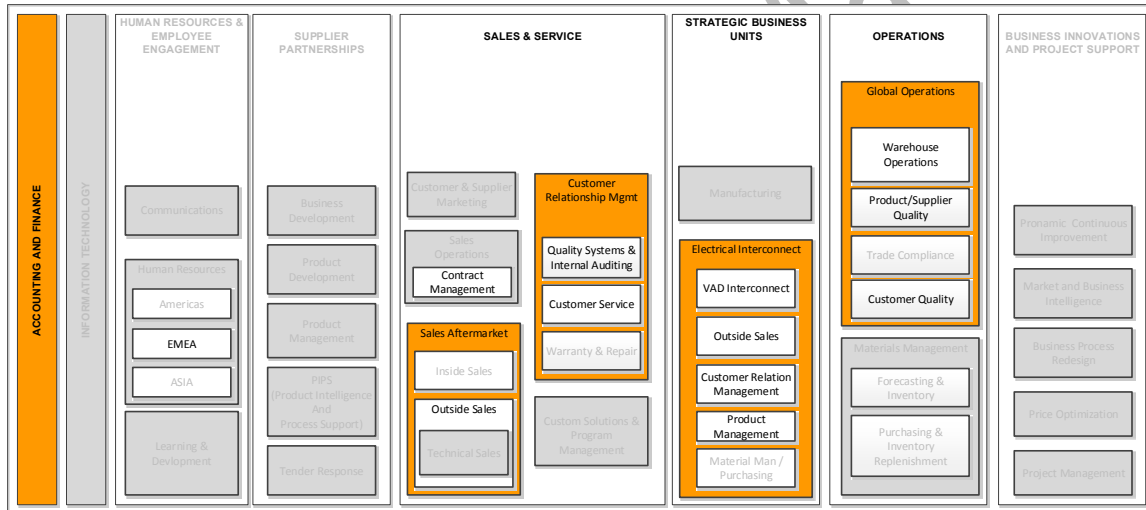 ACCOUNTING AND FINANCE
INFORMATION TECHNOLOGY
HUMAN RESOURCES &
EMPLOYEE
ENGAGEMENT
Communications
Human Resources
Americas
EMEA
ASIA
Learning &
Devlopment
SUPPLIER
PARTNERSHIPS
Business
Development
Product
Development
Product
Management
PIPS
(Product Intelligence
And
Process Support)
Tender Response
SALES & SERVICE
Customer & Supplier
Marketing
Sales
Operations
Contract
Management
Sales Aftermarket
Inside Sales
Outside Sales
Technical Sales
Customer
Relationship Mgmt
Quality Systems &
Internal Auditing
Customer Service
Warranty & Repair
Custom Solutions &
Program
Management
STRATEGIC BUSINESS
UNITS
Manufacturing
Electrical Interconnect
VAD Interconnect
Outside Sales
Customer Relation
Management
Product
Management
Material Man /
Purchasing
OPERATIONS
Global Operations
Warehouse
Operations
Product/Supplier
Quality
Trade Compliance
Customer Quality
Materials Management
Forecasting &
Inventory
Purchasing &
Inventory
Replenishment
BUSINESS INNOVATIONS
AND PROJECT SUPPORT
Pronamic Continuous
Improvement
Market and Business
Intelligence
Business Process
Redesign
Price Optimization
Project Management